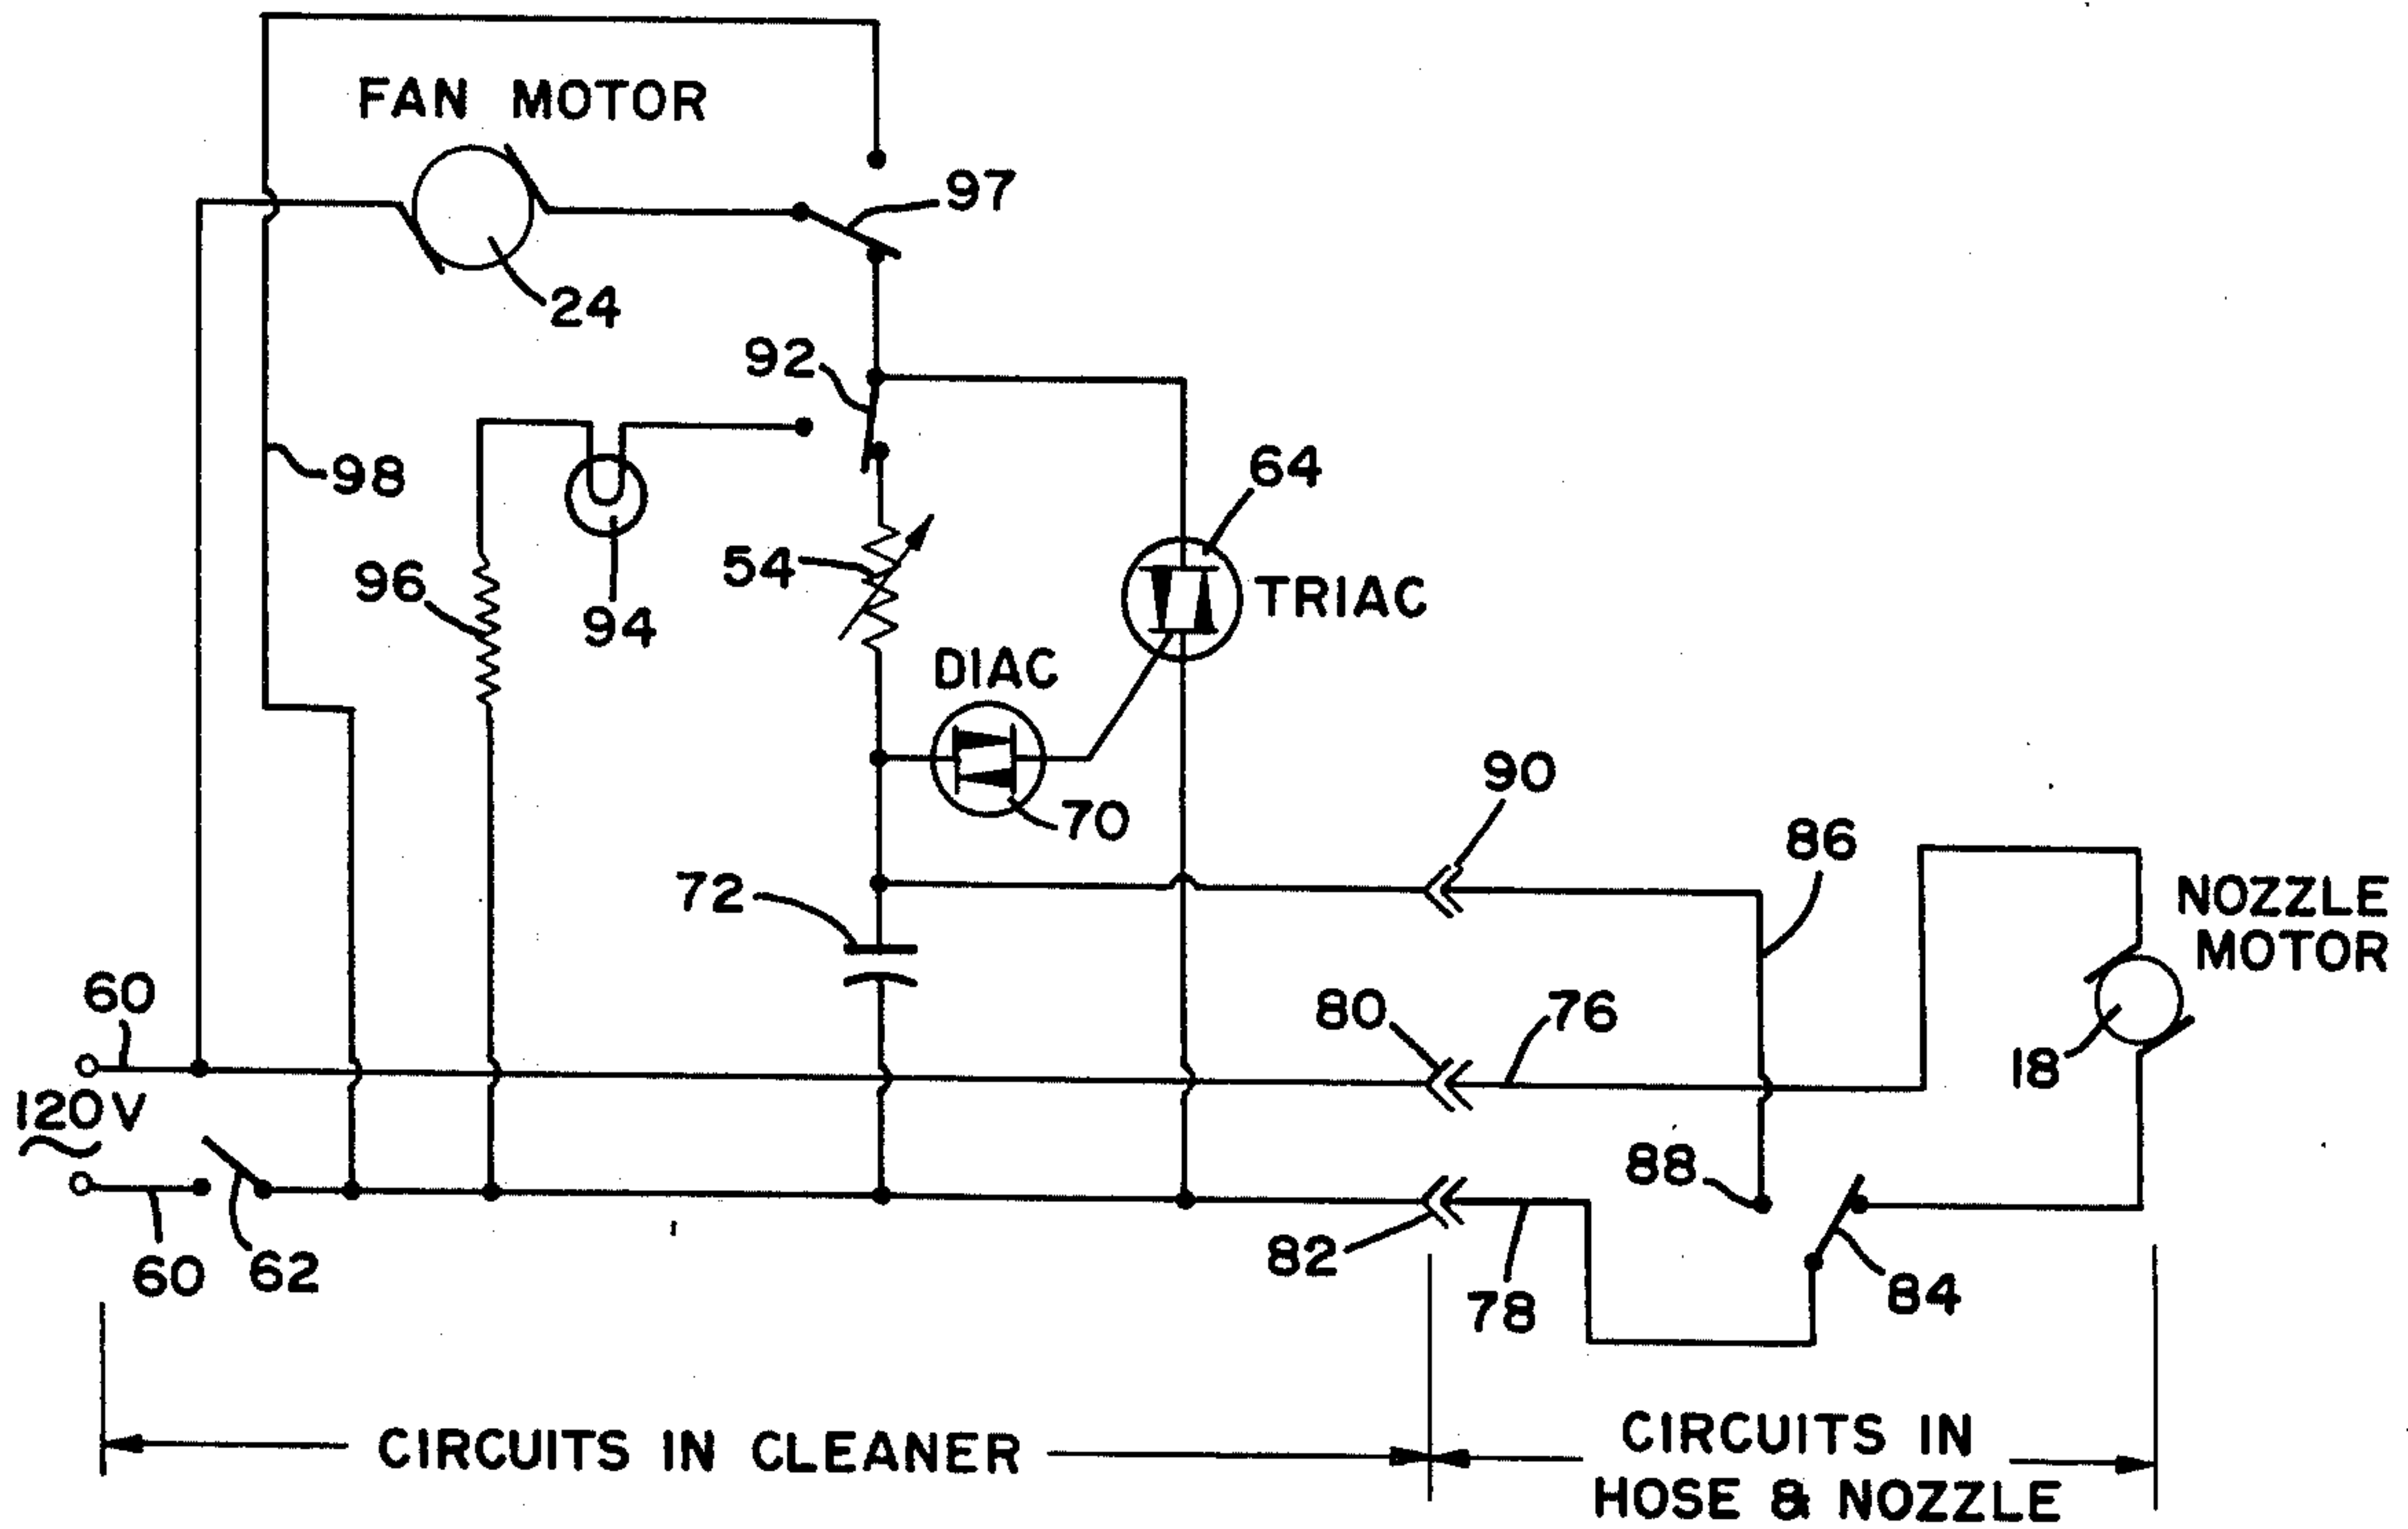 FAN MOTOR
97
24
92
98
64
54
96
TRIAC
94
DIAC
90
70
86
72
NOZZLE
MOTOR
60
80
76
18
120V
88
82
60
62
78
84
CIRCUITS IN CLEANER
CIRCUITS IN
HOSE & NOZZLE